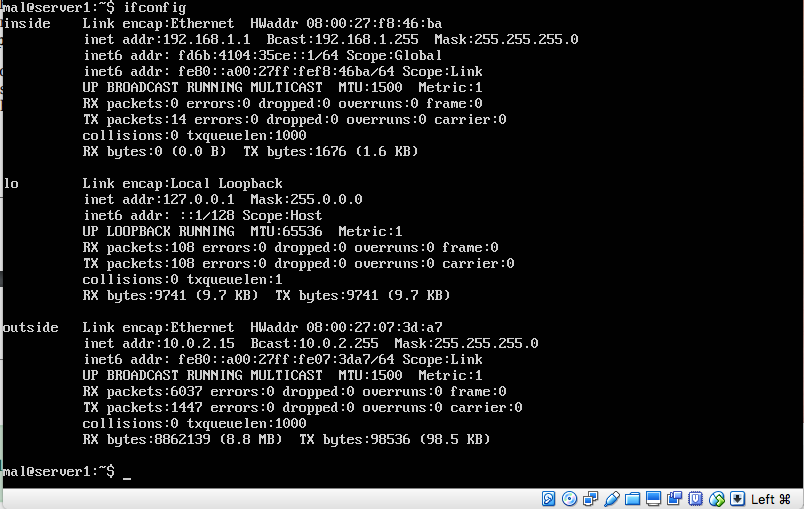 mal@server1:~$ ifconfig
inside    Link encap:Ethernet  HWaddr 08:00:27:f8:46:ba
          inet addr:192.168.1.1  Bcast:192.168.1.255  Mask:255.255.255.0
          inet6 addr: fd6b:4104:35ce::1/64 Scope:Global
          inet6 addr: fe80::a00:27ff:fef8:46ba/64 Scope:Link
          UP BROADCAST RUNNING MULTICAST  MTU:1500  Metric:1
          RX packets:0 errors:0 dropped:0 overruns:0 frame:0
          TX packets:14 errors:0 dropped:0 overruns:0 carrier:0
          collisions:0 txqueuelen:1000
          RX bytes:0 (0.0 B)  TX bytes:1676 (1.6 KB)
lo        Link encap:Local Loopback
          inet addr:127.0.0.1  Mask:255.0.0.0
          inet6 addr: ::1/128 Scope:Host
          UP LOOPBACK RUNNING  MTU:65536  Metric:1
          RX packets:108 errors:0 dropped:0 overruns:0 frame:0
          TX packets:108 errors:0 dropped:0 overruns:0 carrier:0
          collisions:0 txqueuelen:1
          RX bytes:9741 (9.7 KB)  TX bytes:9741 (9.7 KB)
outside   Link encap:Ethernet  HWaddr 08:00:27:07:3d:a7
          inet addr:10.0.2.15  Bcast:10.0.2.255  Mask:255.255.255.0
          inet6 addr: fe80::a00:27ff:fe07:3da7/64 Scope:Link
          UP BROADCAST RUNNING MULTICAST  MTU:1500  Metric:1
          RX packets:6037 errors:0 dropped:0 overruns:0 frame:0
          TX packets:1447 errors:0 dropped:0 overruns:0 carrier:0
          collisions:0 txqueuelen:1000
          RX bytes:8862139 (8.8 MB)  TX bytes:98536 (98.5 KB)
mal@server1:~$ _
Left ⌘